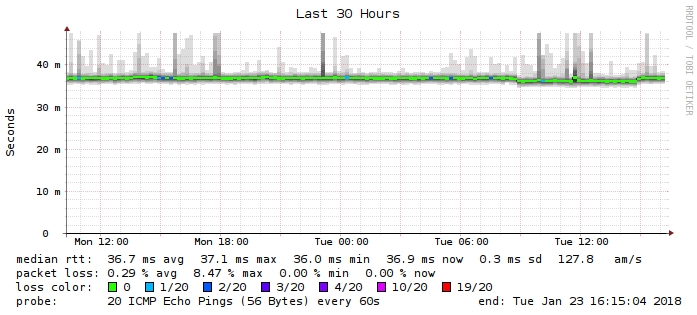 Last 30 Hours
RRDTOOL / TOBI OETIKER
Seconds
40 m
30 m
20 m
10 m
0
Mon 12:00 Mon 18:00 Tue 00:00 Tue 06:00 Tue 12:00
median rtt: 36.7 ms avg 37.1 ms max 36.0 ms min 36.9 ms now 0.3 ms sd 127.8 am/s
packet loss: 0.29 % avg 8.47 % max 0.00 % min 0.00 % now
loss color: 0 1/20 2/20 3/20 4/20 10/20 19/20
probe: 20 ICMP Echo Pings (56 Bytes) every 60s end: Tue Jan 23 16:15:04 2018